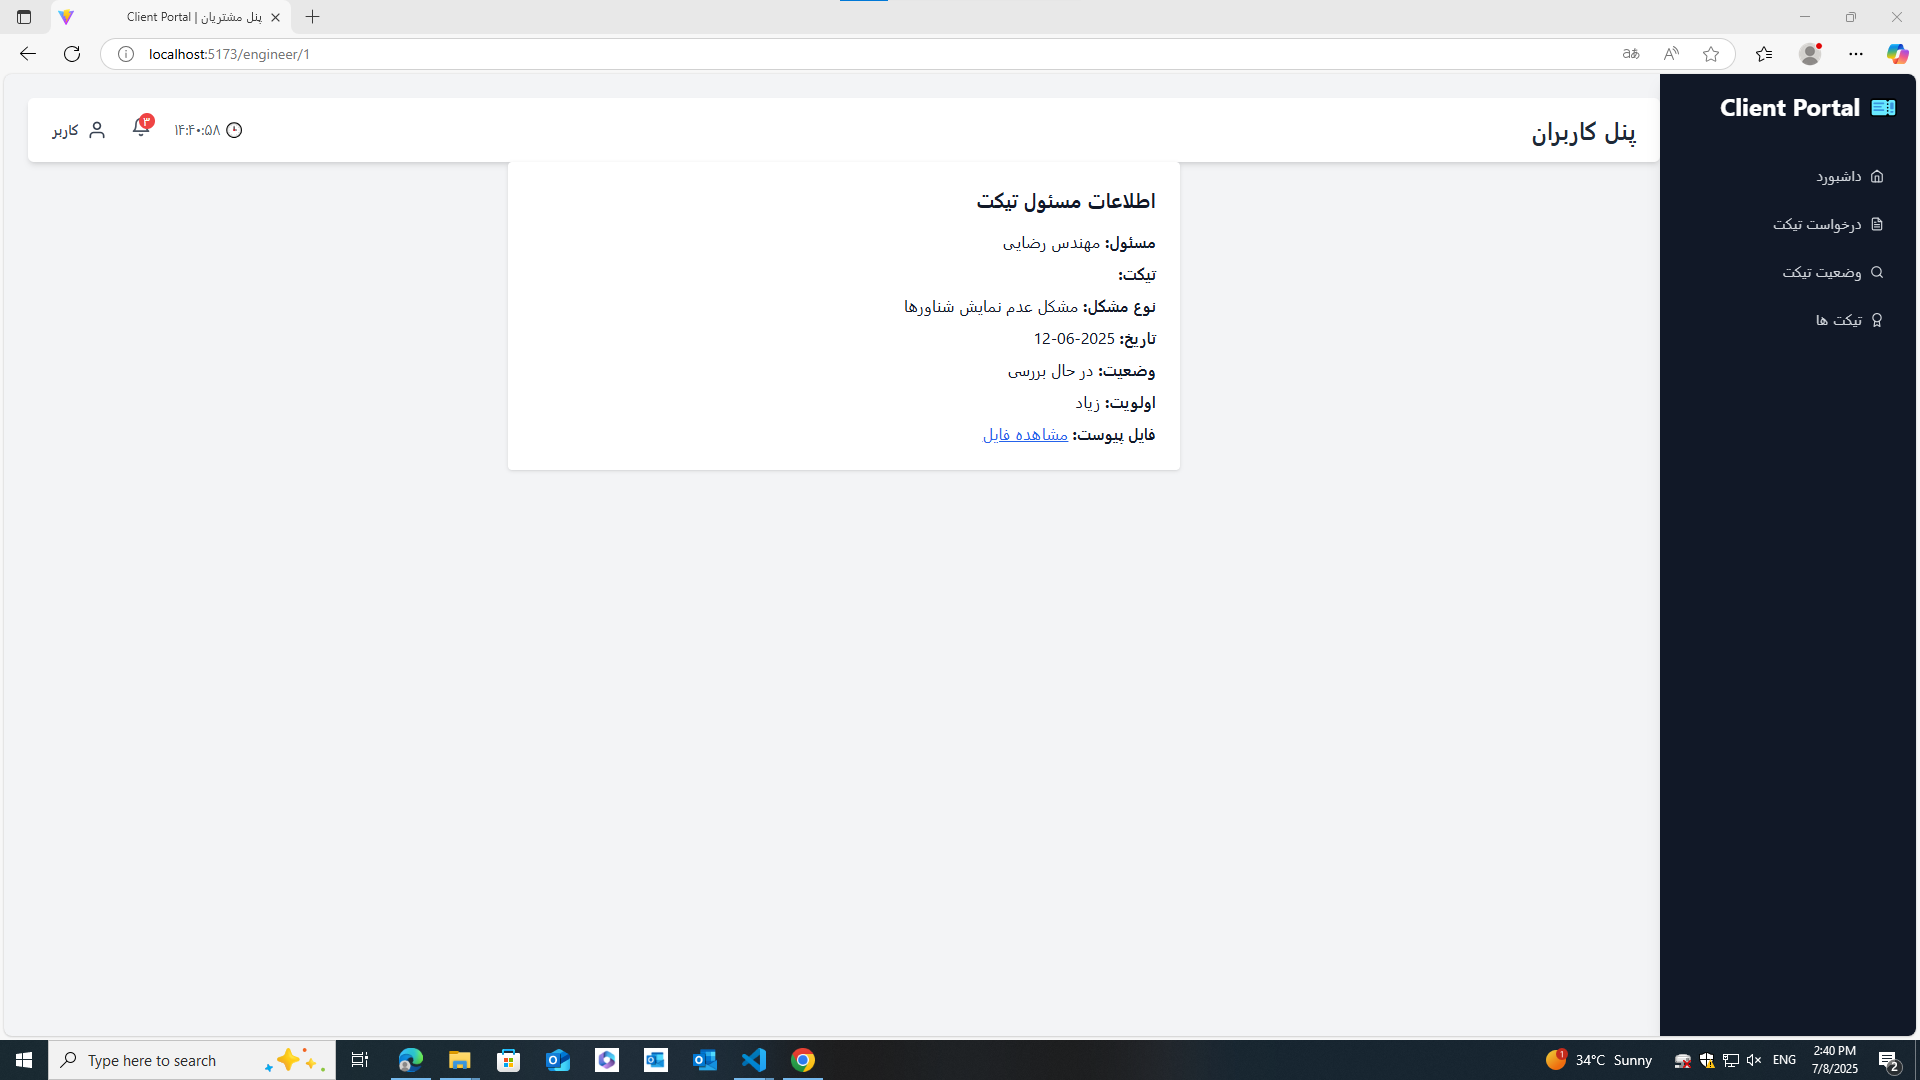 Client Portal | پنل مشتریان
localhost:5173/engineer/1
Client Portal
پنل کاربران
۱۴:۴۰:۵۸
۳
کاربر
داشبورد
درخواست تیکت
وضعیت تیکت
تیکت ها
اطلاعات مسئول تیکت
مسئول: مهندس رضایی
تیکت:
نوع مشکل: مشکل عدم نمایش شناورها
تاریخ: 2025-06-12
وضعیت: در حال بررسی
اولویت: زیاد
فایل پیوست: مشاهده فایل
Type here to search
1
34°C Sunny
ENG
2:40 PM
7/8/2025
2